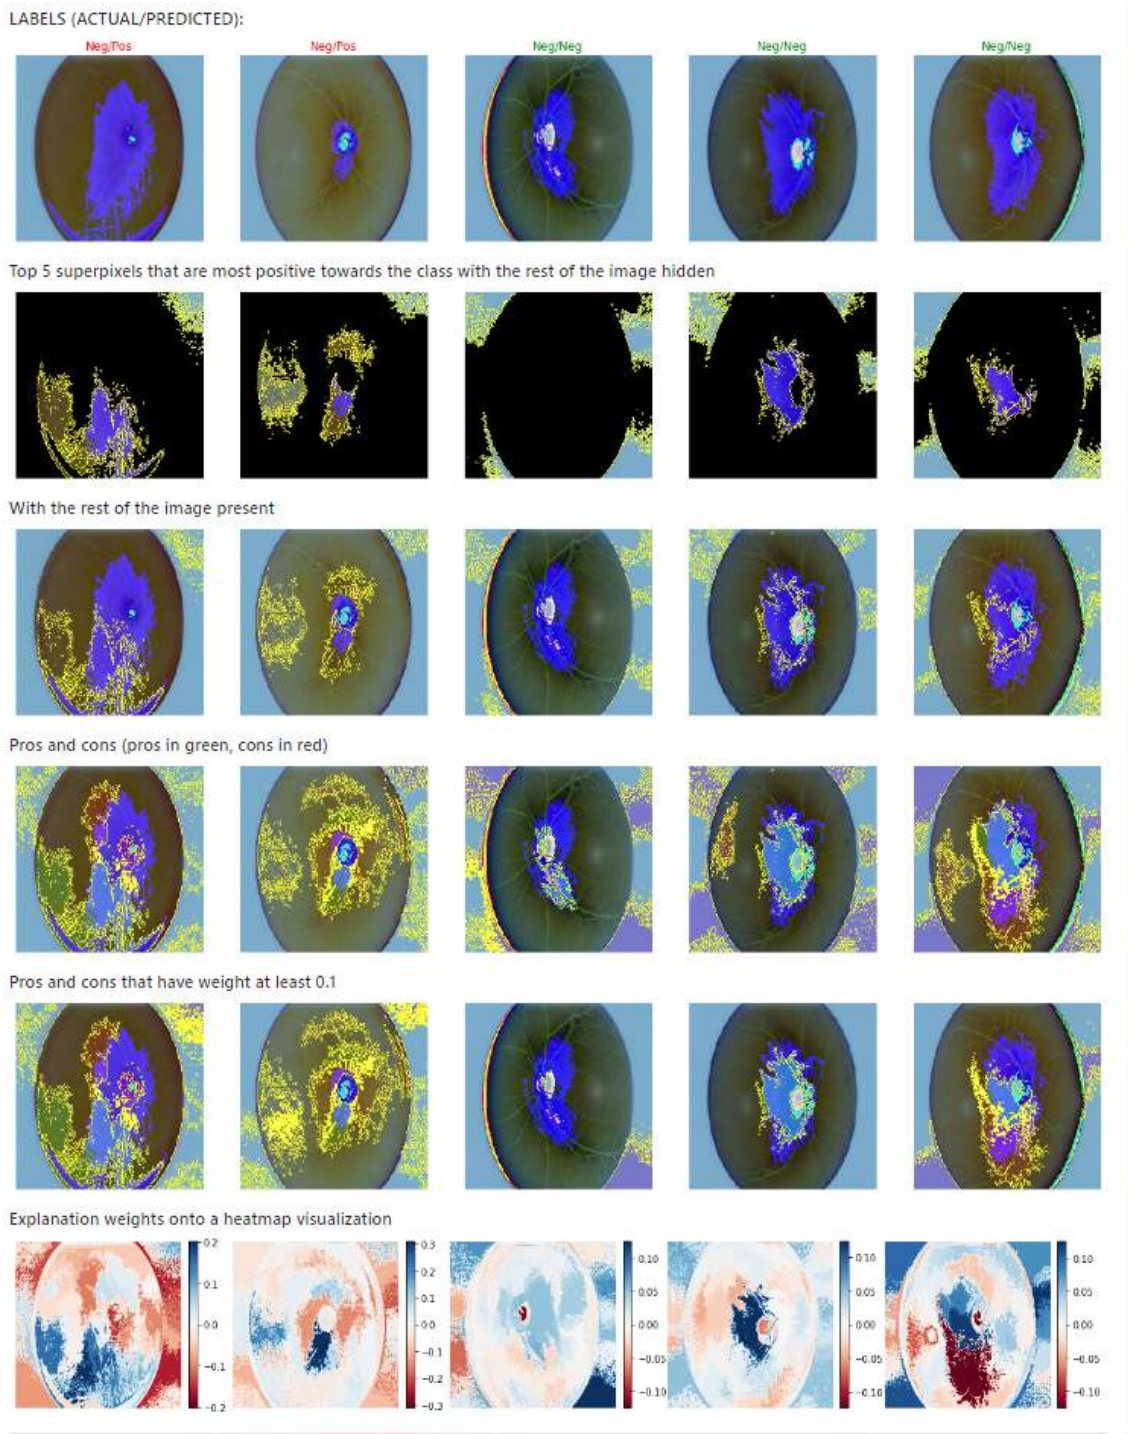 LABELS (ACTUAL/PREDICTED):
Neg/Pos Neg/Pos Neg/Neg Neg/Neg Neg/Neg
Top 5 superpixels that are most positive towards the class with the rest of the image hidden
With the rest of the image present
Pros and cons (pros in green, cons in red)
Pros and cons that have weight at least 0.1
Explanation weights onto a heatmap visualization
0.2 0.3 0.10 0.10 0.10
0.1 0.2 0.05 0.05 0.05
0.0 0.1 0.00 0.00 0.00
−0.1 0.0 −0.05 −0.05 −0.05
−0.2 −0.1 −0.10 −0.10 −0.10
−0.2
−0.3